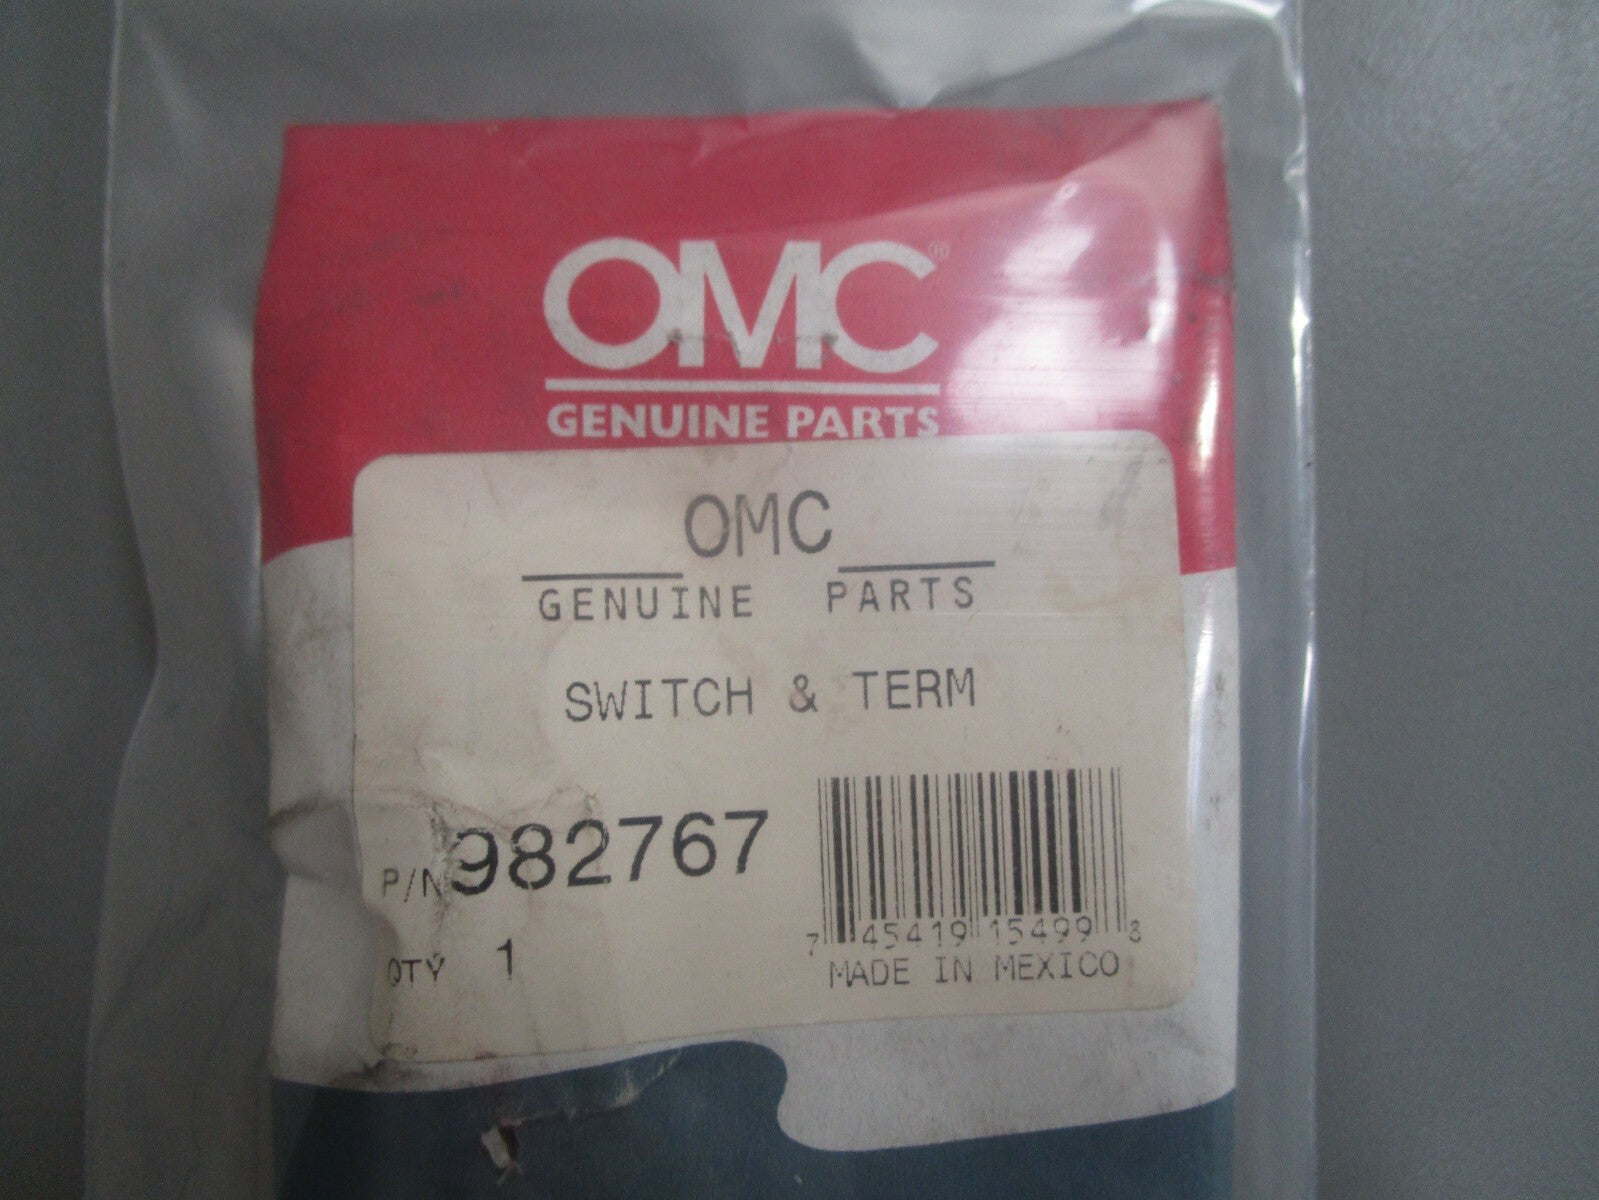 OMC®
GENUINE PARTS
OMC
GENUINE PARTS
SWITCH & TERM
P/N 982767
QTY 1
7 45419 15499 8
MADE IN MEXICO